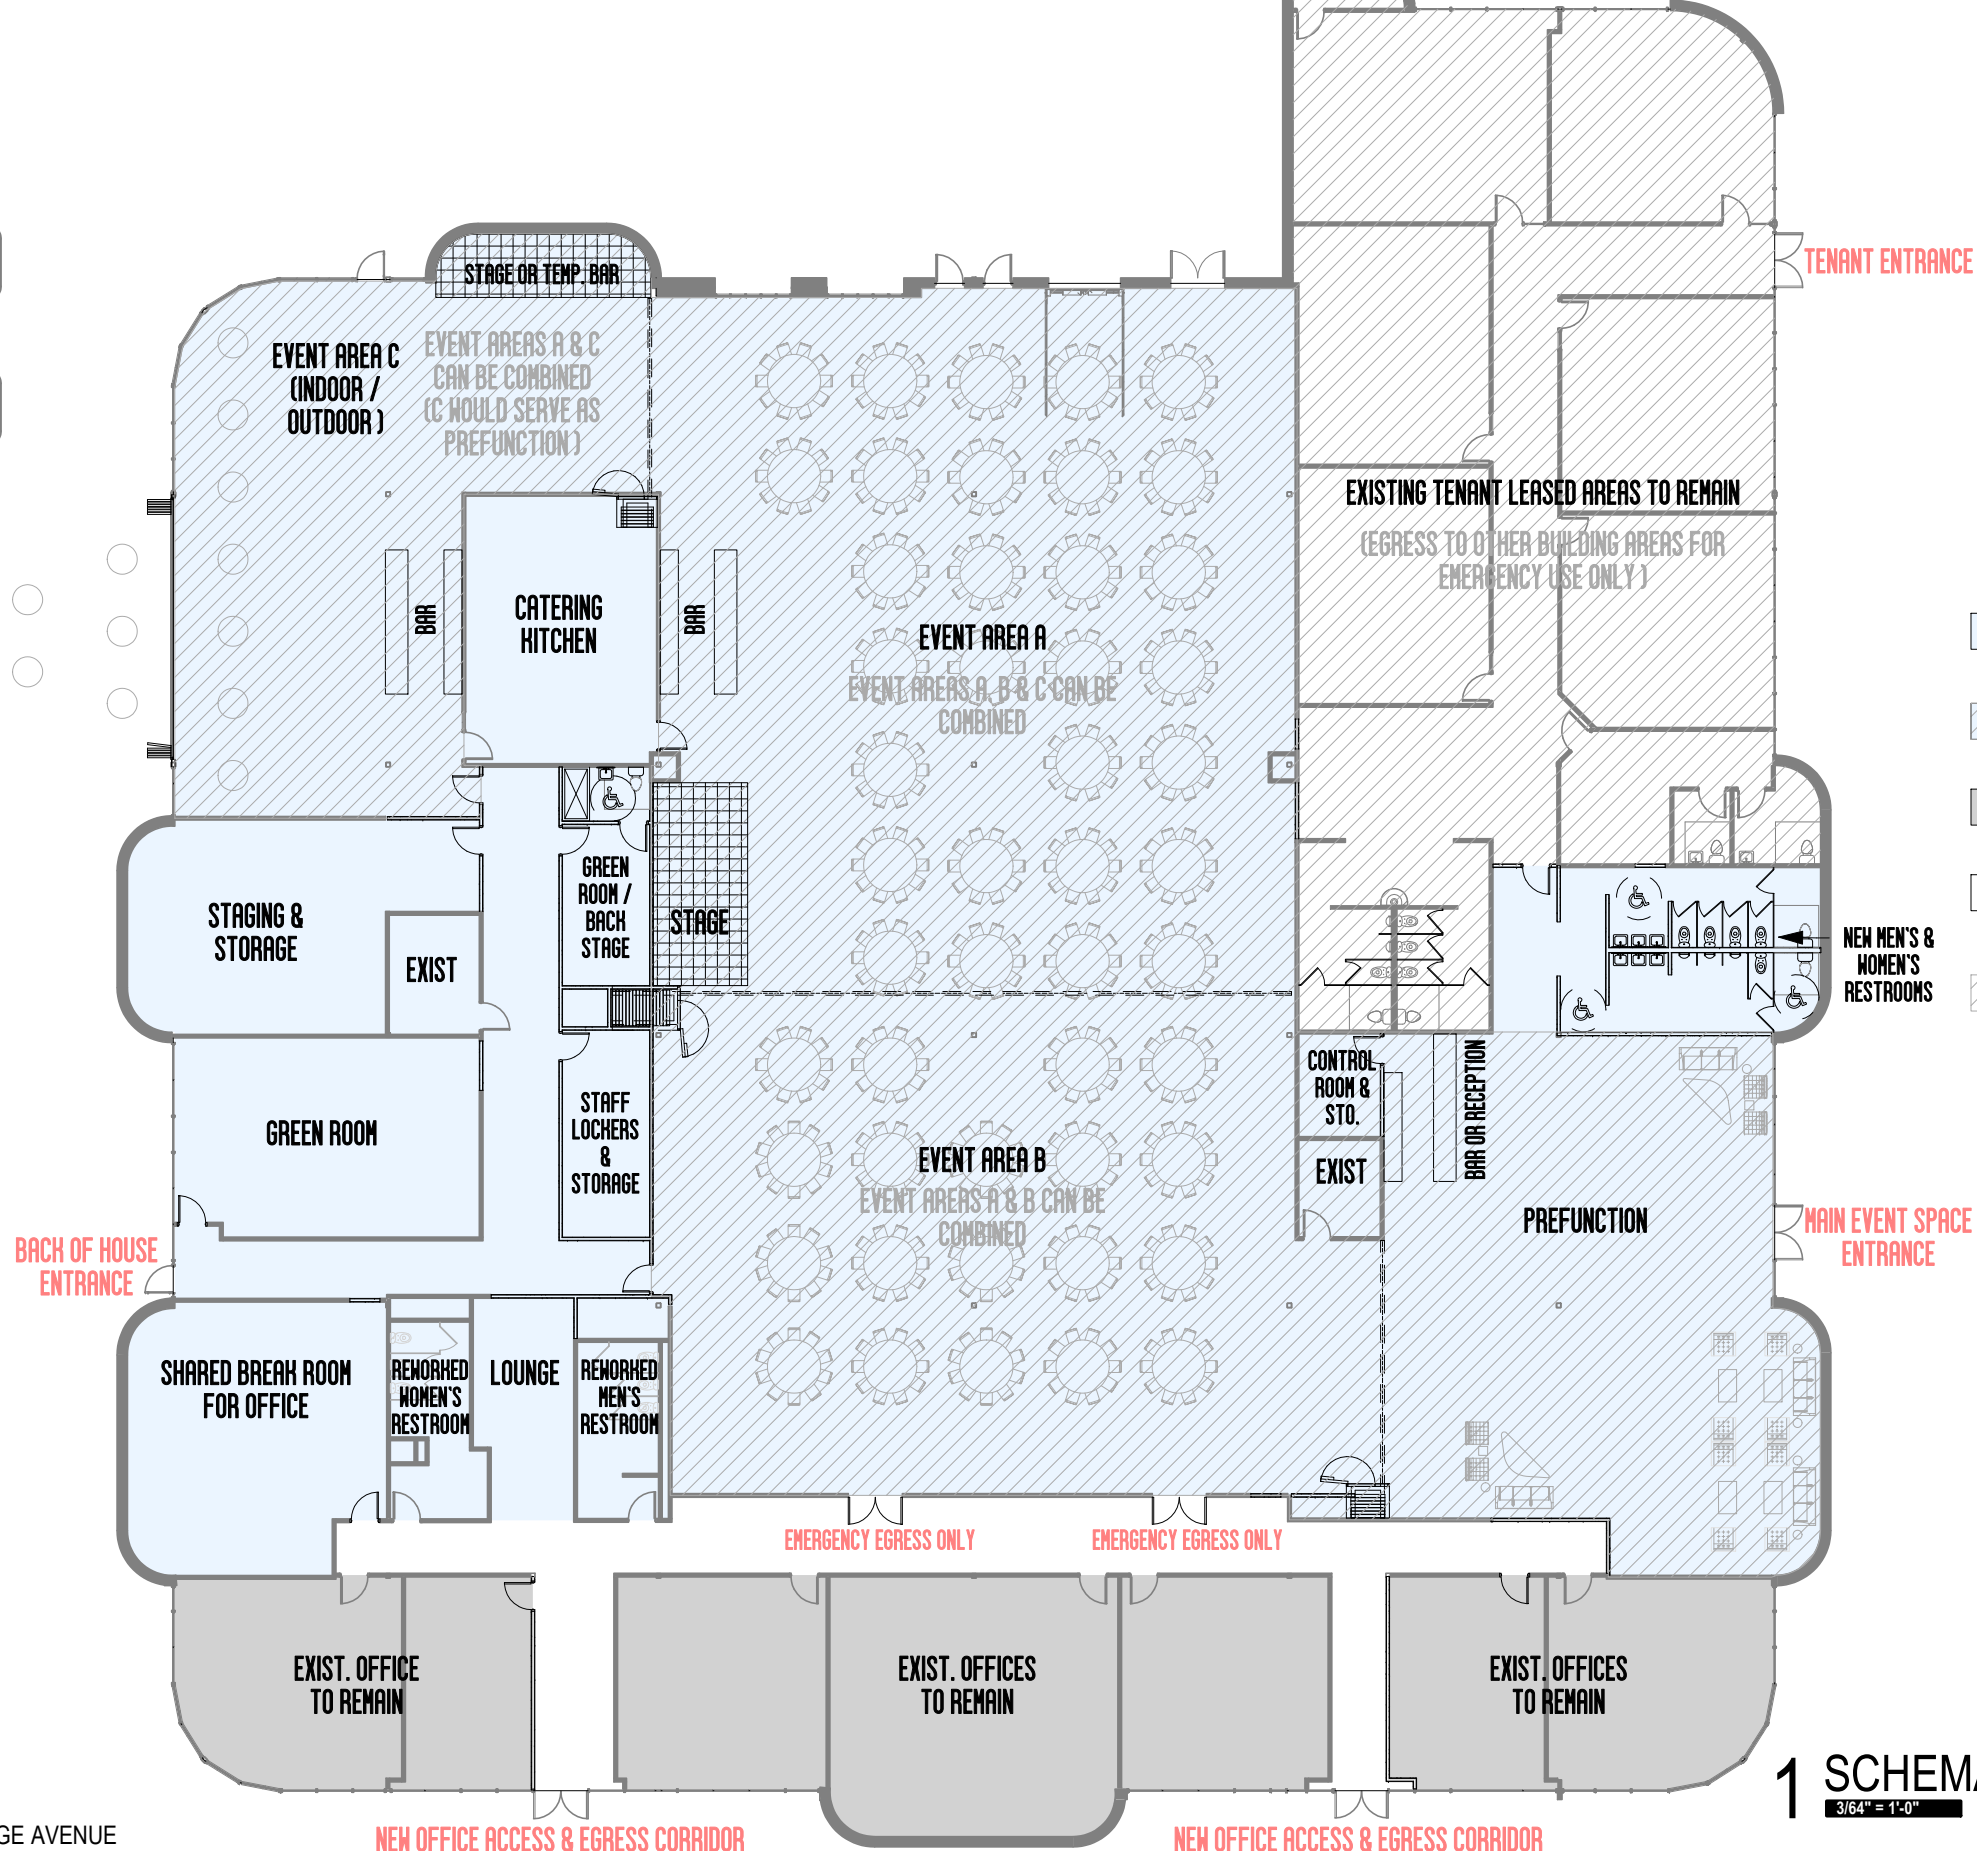 TENANT ENTRANCE
STAGE OR TEMP. BAR
EVENT AREA C
(INDOOR /
OUTDOOR )
EVENT AREAS A & C
CAN BE COMBINED
(C WOULD SERVE AS
PREFUNCTION )
EXISTING TENANT LEASED AREAS TO REMAIN
(EGRESS TO OTHER BUILDING AREAS FOR
EMERGENCY USE ONLY )
BAR
CATERING
KITCHEN
BAR
EVENT AREA A
EVENT AREAS A, B & C CAN BE
COMBINED
GREEN
ROOM /
BACK
STAGE
STAGE
STAGING &
STORAGE
EXIST
NEW MEN'S &
WOMEN'S
RESTROOMS
GREEN ROOM
STAFF
LOCKERS
&
STORAGE
CONTROL
ROOM &
STO.
BAR OR RECEPTION
EXIST
EVENT AREA B
EVENT AREAS A & B CAN BE
COMBINED
PREFUNCTION
MAIN EVENT SPACE
ENTRANCE
BACK OF HOUSE
ENTRANCE
SHARED BREAK ROOM
FOR OFFICE
REWORKED
WOMEN'S
RESTROOM
LOUNGE
REWORKED
MEN'S
RESTROOM
EMERGENCY EGRESS ONLY
EMERGENCY EGRESS ONLY
EXIST. OFFICE
TO REMAIN
EXIST. OFFICES
TO REMAIN
EXIST. OFFICES
TO REMAIN
1 SCHEMA
3/64" = 1'-0"
GE AVENUE
NEW OFFICE ACCESS & EGRESS CORRIDOR
NEW OFFICE ACCESS & EGRESS CORRIDOR